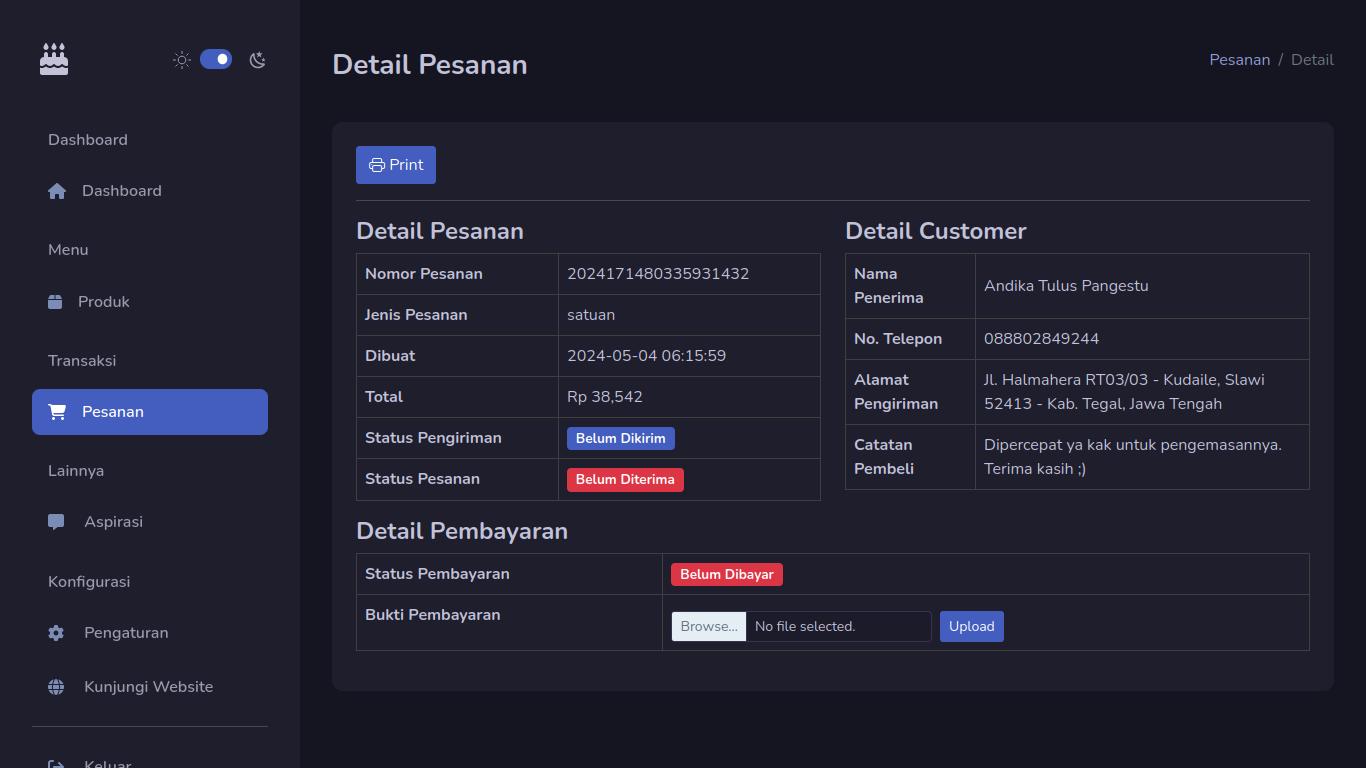 Dashboard
Dashboard
Menu
Produk
Transaksi
Pesanan
Lainnya
Aspirasi
Konfigurasi
Pengaturan
Kunjungi Website
Keluar
Detail Pesanan
Pesanan / Detail
Print
Detail Pesanan
Nomor Pesanan 2024171480335931432
Jenis Pesanan satuan
Dibuat 2024-05-04 06:15:59
Total Rp 38,542
Status Pengiriman Belum Dikirim
Status Pesanan Belum Diterima
Detail Customer
Nama
Penerima
Andika Tulus Pangestu
No. Telepon 088802849244
Alamat
Pengiriman
Jl. Halmahera RT03/03 - Kudaile, Slawi
52413 - Kab. Tegal, Jawa Tengah
Catatan
Pembeli
Dipercepat ya kak untuk pengemasannya.
Terima kasih ;)
Detail Pembayaran
Status Pembayaran Belum Dibayar
Bukti Pembayaran Browse... No file selected. Upload